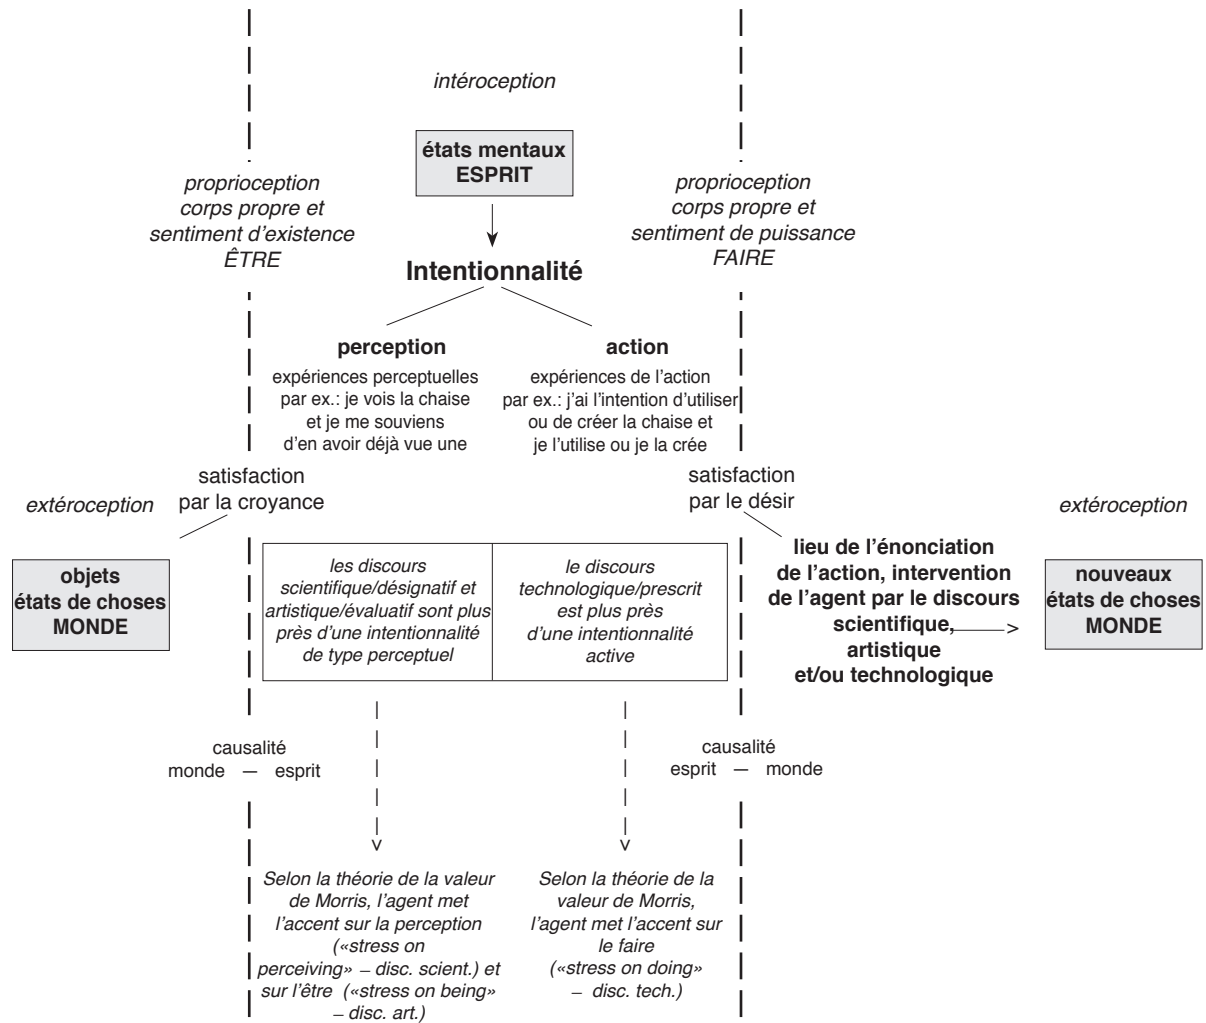 intéroception
états mentaux
ESPRIT
proprioception
corps propre et
sentiment d'existence
ÊTRE
proprioception
corps propre et
sentiment de puissance
FAIRE
Intentionnalité
perception
expériences perceptuelles
par ex.: je vois la chaise
et je me souviens
d'en avoir déjà vue une
action
expériences de l'action
par ex.: j'ai l'intention d'utiliser
ou de créer la chaise et
je l'utilise ou je la crée
satisfaction
par la croyance
satisfaction
par le désir
extéroception
objets
états de choses
MONDE
les discours
scientifique/désignatif et
artistique/évaluatif sont plus
près d'une intentionnalité
de type perceptuel
le discours
technologique/prescrit
est plus près
d'une intentionnalité
active
lieu de l'énonciation
de l'action, intervention
de l'agent par le discours
scientifique,
artistique
et/ou technologique
extéroception
nouveaux
états de choses
MONDE
causalité
monde — esprit
causalité
esprit — monde
Selon la théorie de la valeur
de Morris, l'agent met
l'accent sur la perception
(«stress on
perceiving» – disc. scient.) et
sur l'être («stress on being»
– disc. art.)
Selon la théorie de la
valeur de Morris,
l'agent met l'accent sur
le faire
(«stress on doing»
– disc. tech.)